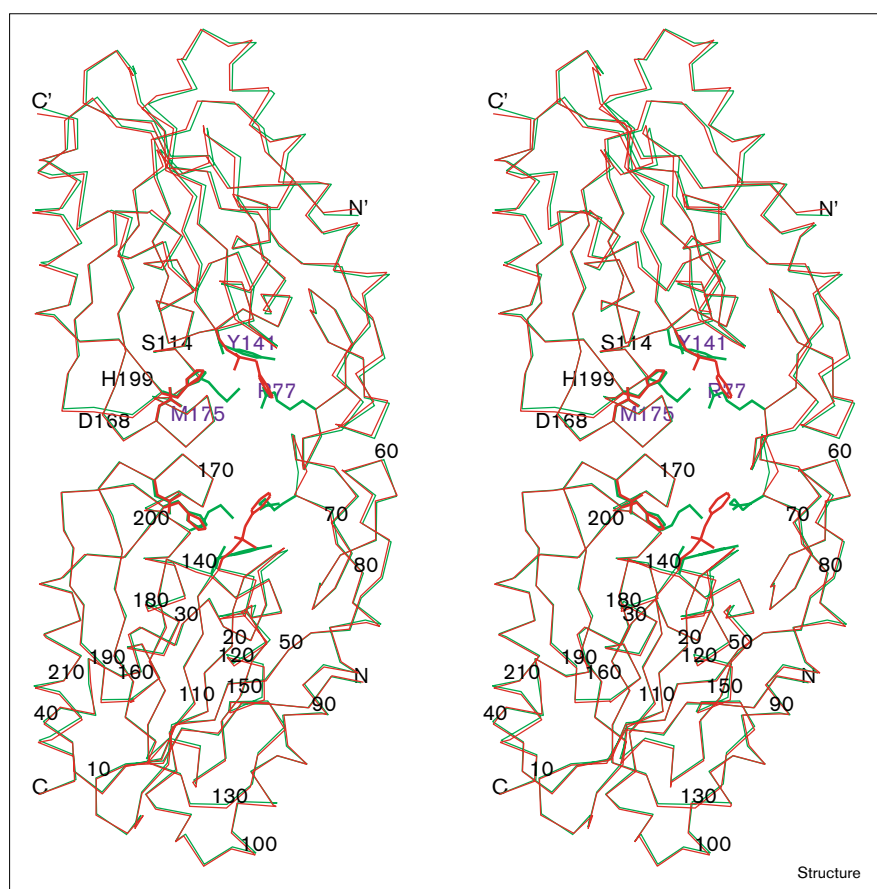 C' C'
N' N'
S114 Y141 S114 Y141
H199 R77 H199 R77
D168 M175 D168 M175
60
170 170
200 70 200 70
140 80 140 80
180 30 180 30
20 50 20 50
190 160 120 190 160 120
210 110 150 N 210 110 150 N
40 90 40 90
C 10 C 10
130 130
100 100
Structure